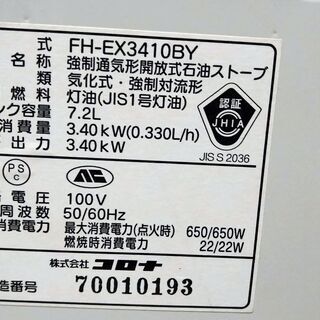 式 FH-EX3410BY
名称 強制通気形開放式石油ストーブ
気化式・強制対流形
燃料 灯油(JIS1号灯油)
ンク容量 7.2L
消費量 3.40kW(0.330L/h)
出力 3.40kW
認証
JHIA
JIS S 2036
PS
C
電圧 100V
周波数 50/60Hz
消費電力 最大消費電力(点火時) 650/650W
燃焼時消費電力 22/22W
株式会社 コロナ
造番号 70010193